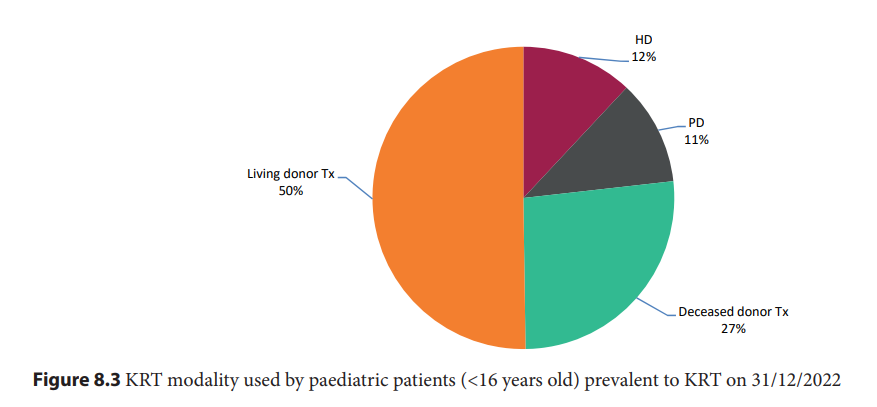 HD
12%
PD
11%
Living donor Tx
50%
Deceased donor Tx
27%
Figure 8.3 KRT modality used by paediatric patients (<16 years old) prevalent to KRT on 31/12/2022